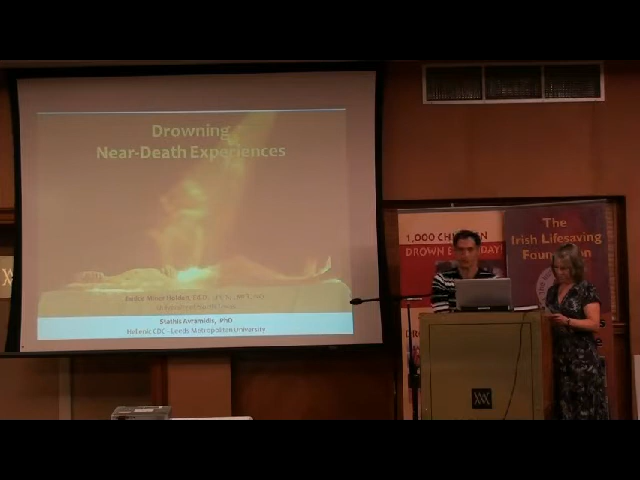 Drowning
Near-Death Experiences
Stathis Avramidis, PhD
Hellenic CDC - Leeds Metropolitan University
1,000 CHILDREN
DROWN EVERY DAY!
The
Irish Lifesaving
Foundation